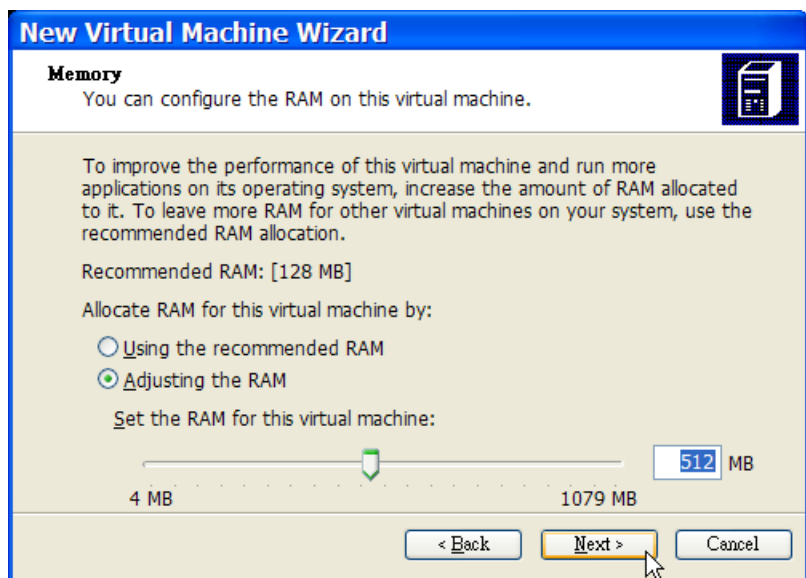 New Virtual Machine Wizard
Memory
You can configure the RAM on this virtual machine.
To improve the performance of this virtual machine and run more
applications on its operating system, increase the amount of RAM allocated
to it. To leave more RAM for other virtual machines on your system, use the
recommended RAM allocation.
Recommended RAM: [128 MB]
Allocate RAM for this virtual machine by:
Using the recommended RAM
Adjusting the RAM
Set the RAM for this virtual machine:
512 MB
4 MB 1079 MB
< Back Next > Cancel